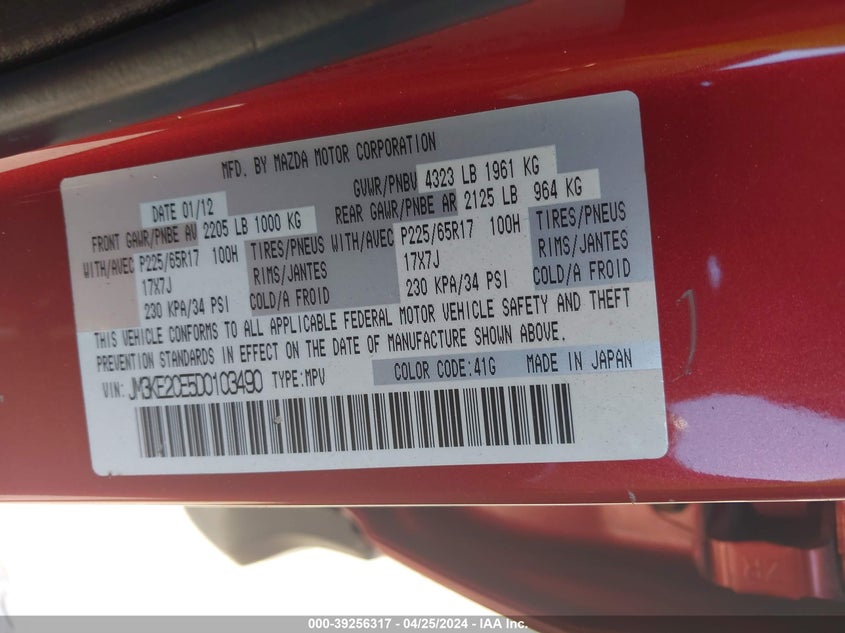 MFD. BY MAZDA MOTOR CORPORATION
DATE 01/12
GVWR/PNBV 4323 LB 1961 KG
FRONT GAWR/PNBE AV 2205 LB 1000 KG
REAR GAWR/PNBE AR 2125 LB 964 KG
WITH/AVEC P225/65R17 100H TIRES/PNEUS
17X7J RIMS/JANTES
230 KPA/34 PSI COLD/A FROID
WITH/AVEC P225/65R17 100H TIRES/PNEUS
17X7J RIMS/JANTES
230 KPA/34 PSI COLD/A FROID
THIS VEHICLE CONFORMS TO ALL APPLICABLE FEDERAL MOTOR VEHICLE SAFETY AND THEFT
PREVENTION STANDARDS IN EFFECT ON THE DATE OF MANUFACTURE SHOWN ABOVE.
VIN: JM3KE2CE5D0103490 TYPE:MPV COLOR CODE:41G MADE IN JAPAN
000-39256317 - 04/25/2024 - IAA Inc.